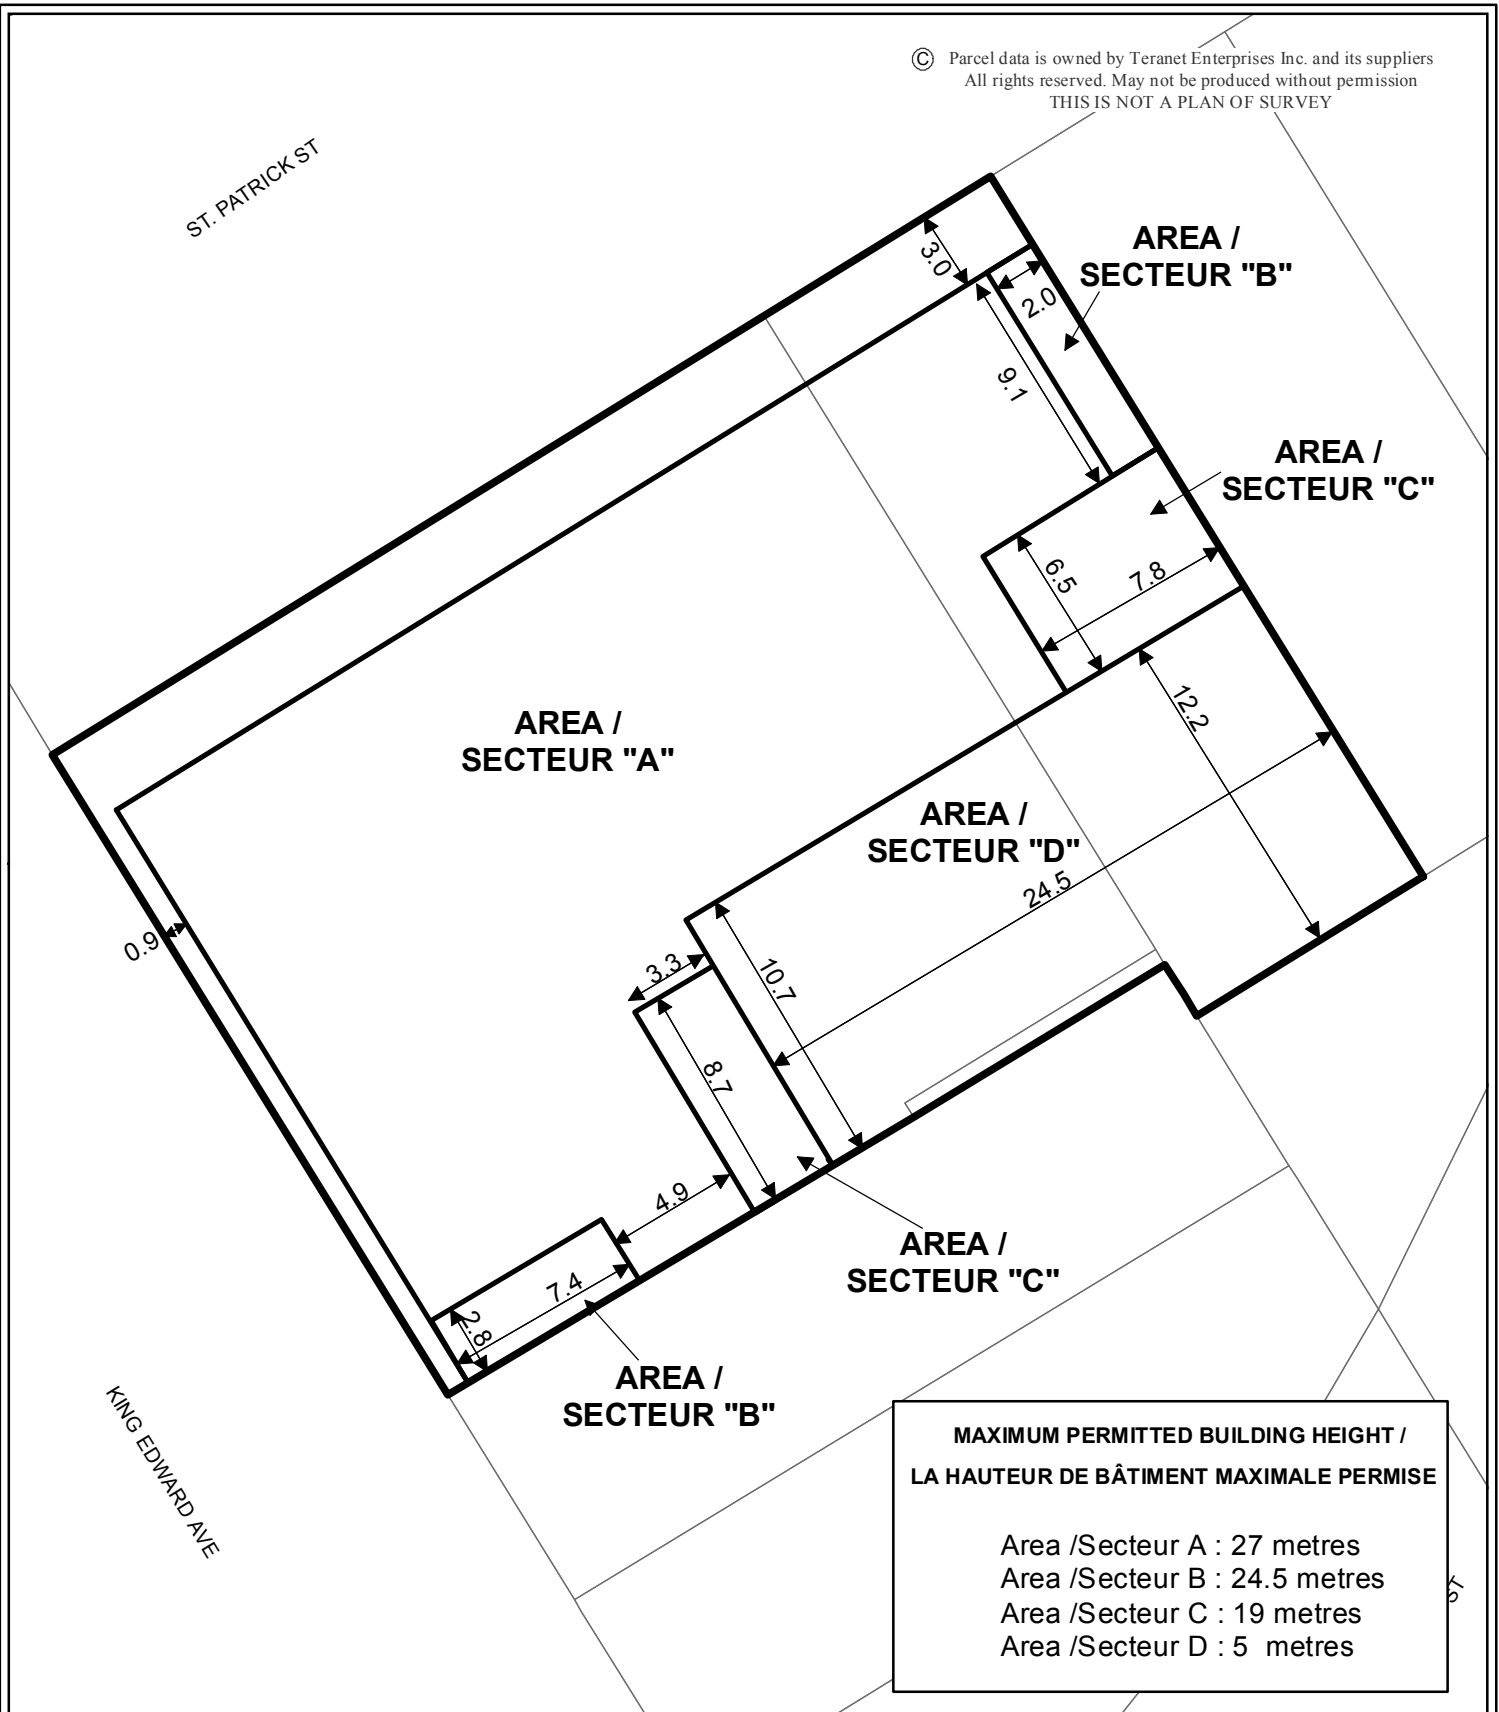 © Parcel data is owned by Teranet Enterprises Inc. and its suppliers
All rights reserved. May not be produced without permission
THIS IS NOT A PLAN OF SURVEY
ST. PATRICK ST
AREA /
SECTEUR "B"
3.0
2.0
9.1
AREA /
SECTEUR "C"
6.5
7.8
AREA /
SECTEUR "A"
12.2
AREA /
SECTEUR "D"
24.5
0.9
3.3
10.7
8.7
4.9
AREA /
SECTEUR "C"
7.4
2.8
AREA /
SECTEUR "B"
KING EDWARD AVE
MAXIMUM PERMITTED BUILDING HEIGHT /
LA HAUTEUR DE BÂTIMENT MAXIMALE PERMISE
Area /Secteur A : 27 metres
Area /Secteur B : 24.5 metres
Area /Secteur C : 19 metres
Area /Secteur D : 5 metres
ST